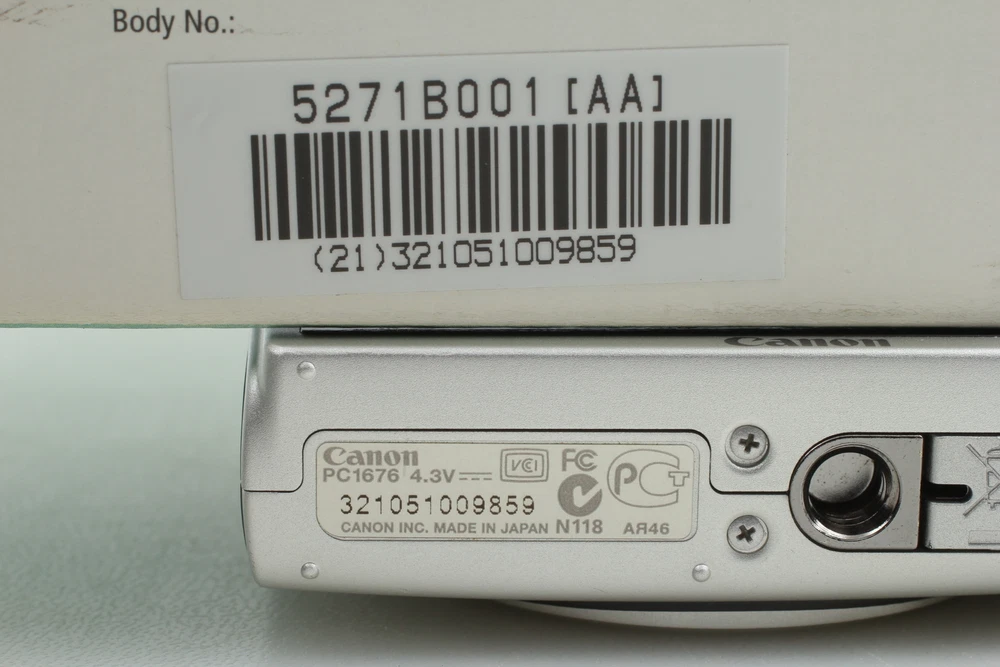 Body No.:
5271B001 [AA]
(21)321051009859
Canon
Canon
PC1676 4.3V
VCI
FC
PCT
321051009859
CANON INC. MADE IN JAPAN N118 AЯ46